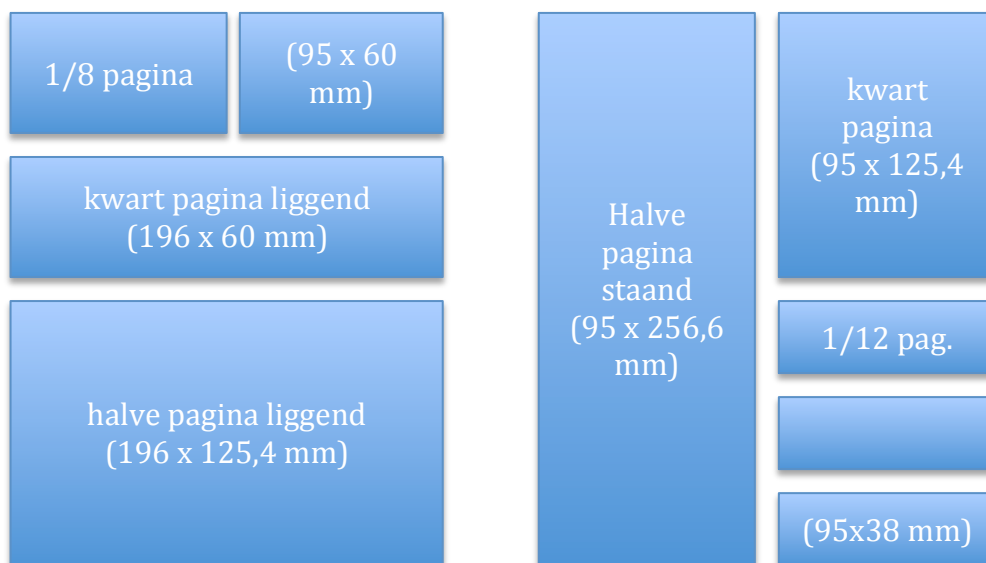 1/8 pagina
(95 x 60
mm)
kwart pagina liggend
(196 x 60 mm)
halve pagina liggend
(196 x 125,4 mm)
Halve
pagina
staand
(95 x 256,6
mm)
kwart
pagina
(95 x 125,4
mm)
1/12 pag.
(95x38 mm)